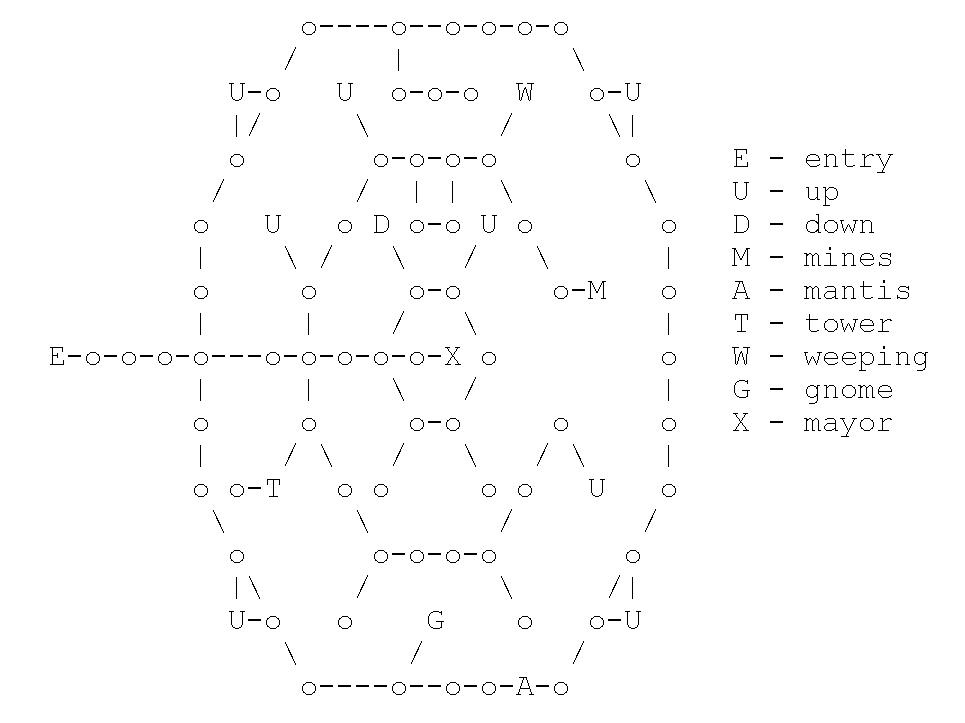 o----o--o-o-o-o
             /     |         \
          U-o   U  o-o-o  W   o-U
          |/     \       /     \|
          o       o-o-o-o       o     E - entry
         /       /  | |  \       \    U - up
        o   U   o D o-o U o       o   D - down
        |    \ /   \   /   \      |   M - mines
        o     o     o-o     o-M   o   A - mantis
        |     |    /   \          |   T - tower
E-o-o-o-o---o-o-o-o-o-X o         o   W - weeping
        |     |    \   /          |   G - gnome
        o     o     o-o     o     o   X - mayor
        |    / \   /   \   / \    |
        o o-T   o o     o o   U   o
         \       \       /       /
          o       o-o-o-o       o
          |\     /       \     /|
          U-o   o    G    o   o-U
             \      /        /
              o----o--o-o-A-o